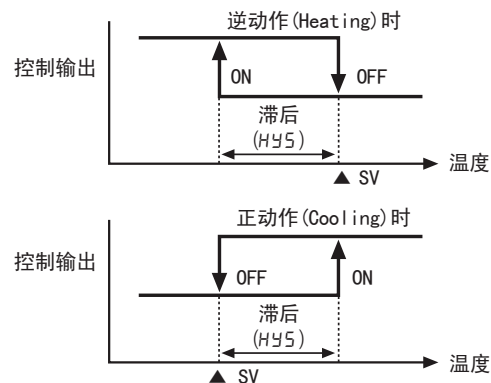 逆动作(Heating)时
控制输出
ON
OFF
滞后
(HYS)
温度
▲ SV
正动作(Cooling)时
控制输出
OFF
ON
滞后
(HYS)
温度
▲ SV